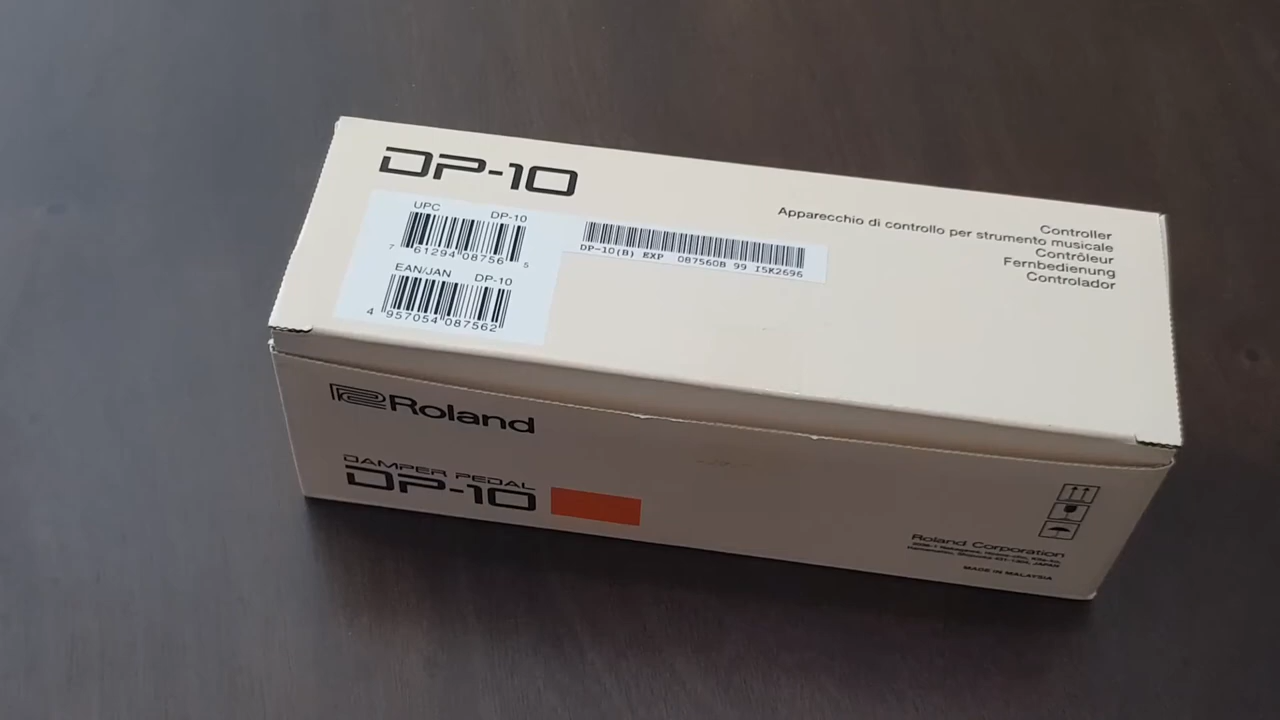 DP-10
UPC DP-10
7 61294 08756 5
EAN/JAN DP-10
4 957054 087562
DP-10(B) EXP 087560B 99 I5K2696
Controller
Apparecchio di controllo per strumento musicale
Contrôleur
Fernbedienung
Controlador
Roland
DAMPER PEDAL
DP-10
Roland Corporation
MADE IN MALAYSIA